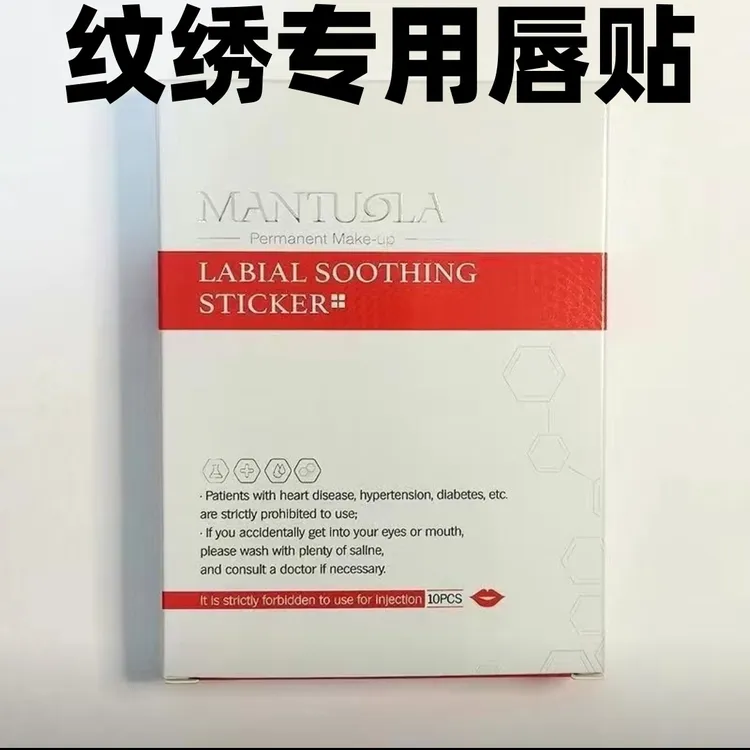 纹绣专用唇贴
MANTUOLA
Permanent Make-up
LABIAL SOOTHING
STICKER
· Patients with heart disease, hypertension, diabetes, etc.
are strictly prohibited to use;
· If you accidentally get into your eyes or mouth,
please wash with plenty of saline,
and consult a doctor if necessary.
It is strictly forbidden to use for injection 10PCS